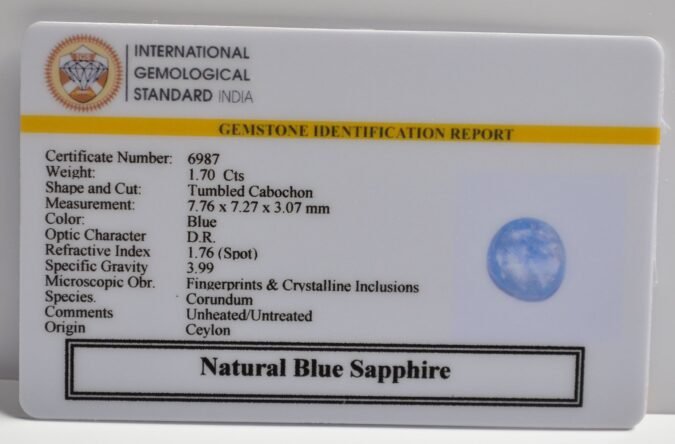 INTERNATIONAL
GEMOLOGICAL
STANDARD INDIA
GEMSTONE IDENTIFICATION REPORT
Certificate Number: 6987
Weight: 1.70 Cts
Shape and Cut: Tumbled Cabochon
Measurement: 7.76 x 7.27 x 3.07 mm
Color: Blue
Optic Character D.R.
Refractive Index 1.76 (Spot)
Specific Gravity 3.99
Microscopic Obr. Fingerprints & Crystalline Inclusions
Species. Corundum
Comments Unheated/Untreated
Origin Ceylon
Natural Blue Sapphire